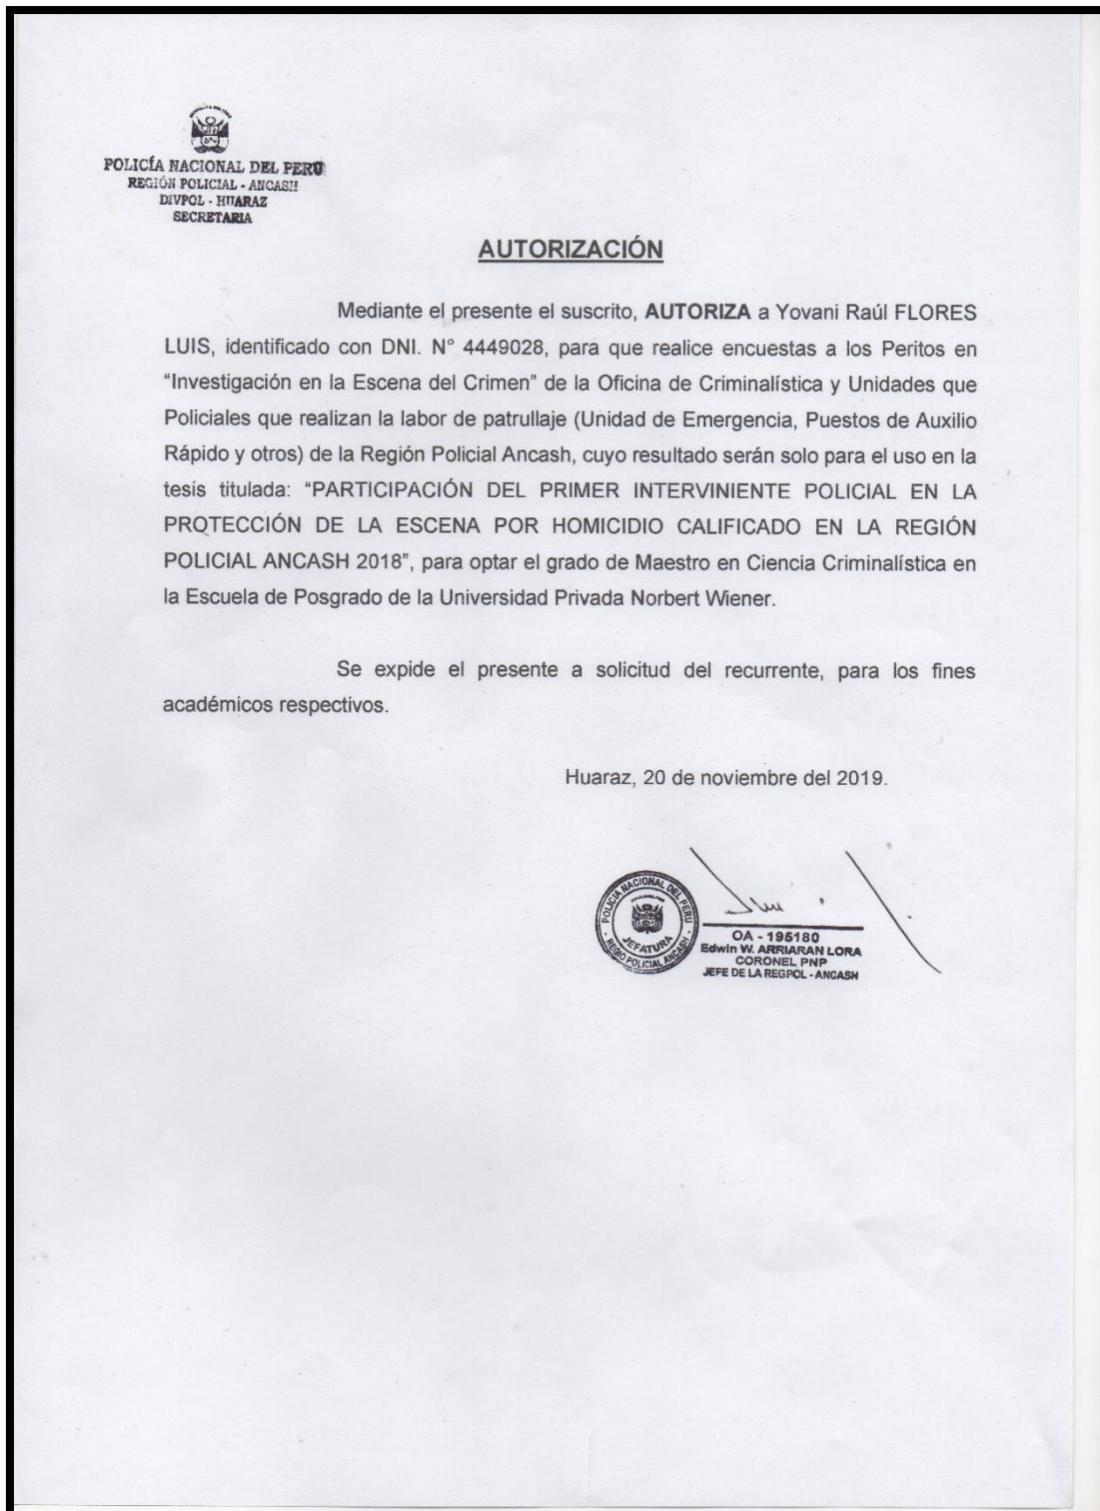 POLICÍA NACIONAL DEL PERÚ
REGIÓN POLICIAL - ANCASH
DIVPOL - HUARAZ
SECRETARIA
AUTORIZACIÓN
Mediante el presente el suscrito, AUTORIZA a Yovani Raúl FLORES
LUIS, identificado con DNI. N° 4449028, para que realice encuestas a los Peritos en
“Investigación en la Escena del Crimen” de la Oficina de Criminalística y Unidades que
Policiales que realizan la labor de patrullaje (Unidad de Emergencia, Puestos de Auxilio
Rápido y otros) de la Región Policial Ancash, cuyo resultado serán solo para el uso en la
tesis titulada: “PARTICIPACIÓN DEL PRIMER INTERVINIENTE POLICIAL EN LA
PROTECCIÓN DE LA ESCENA POR HOMICIDIO CALIFICADO EN LA REGIÓN
POLICIAL ANCASH 2018”, para optar el grado de Maestro en Ciencia Criminalística en
la Escuela de Posgrado de la Universidad Privada Norbert Wiener.
Se expide el presente a solicitud del recurrente, para los fines
académicos respectivos.
Huaraz, 20 de noviembre del 2019.
POLICIA NACIONAL DEL PERU
JEFATURA
REGIO POLICIAL ANCASH
OA - 195180
Edwin W. ARRIARAN LORA
CORONEL PNP
JEFE DE LA REGPOL - ANCASH